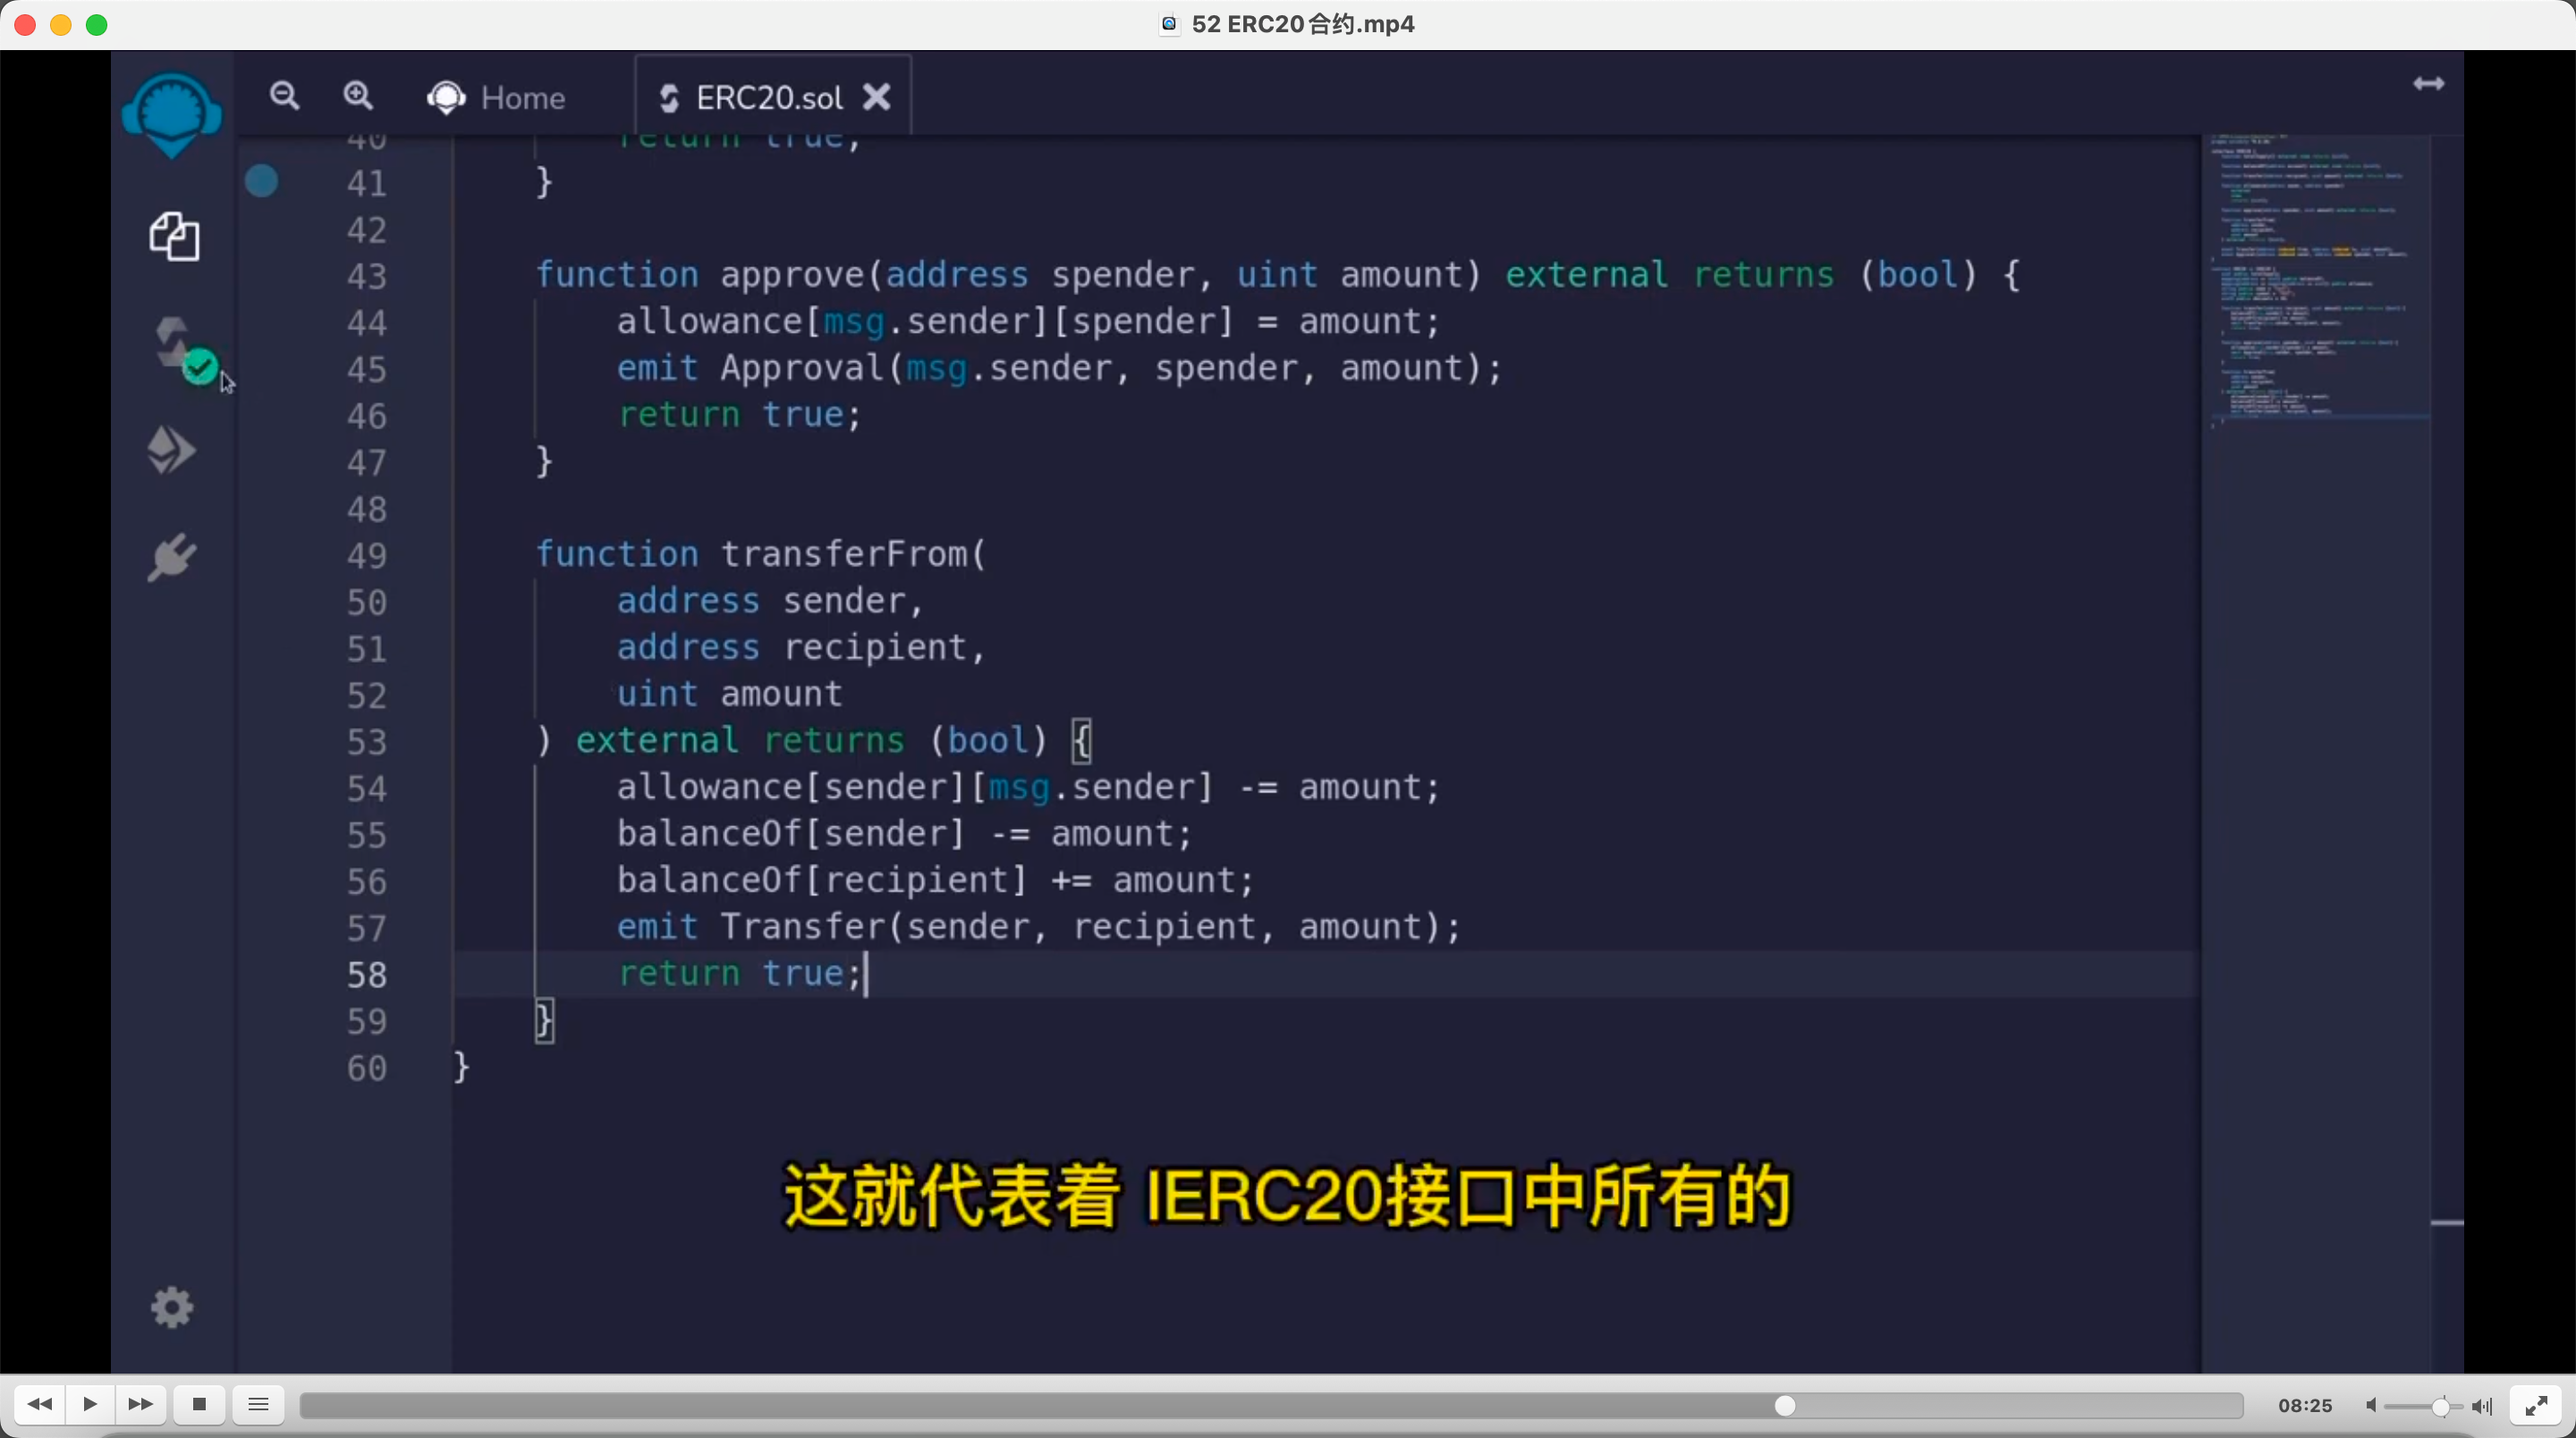 52 ERC20合约.mp4
Home
ERC20.sol
40 return true;
41 }
42
43 function approve(address spender, uint amount) external returns (bool) {
44 allowance[msg.sender][spender] = amount;
45 emit Approval(msg.sender, spender, amount);
46 return true;
47 }
48
49 function transferFrom(
50 address sender,
51 address recipient,
52 uint amount
53 ) external returns (bool) {
54 allowance[sender][msg.sender] -= amount;
55 balanceOf[sender] -= amount;
56 balanceOf[recipient] += amount;
57 emit Transfer(sender, recipient, amount);
58 return true;
59 }
60 }
这就代表着 IERC20接口中所有的
08:25